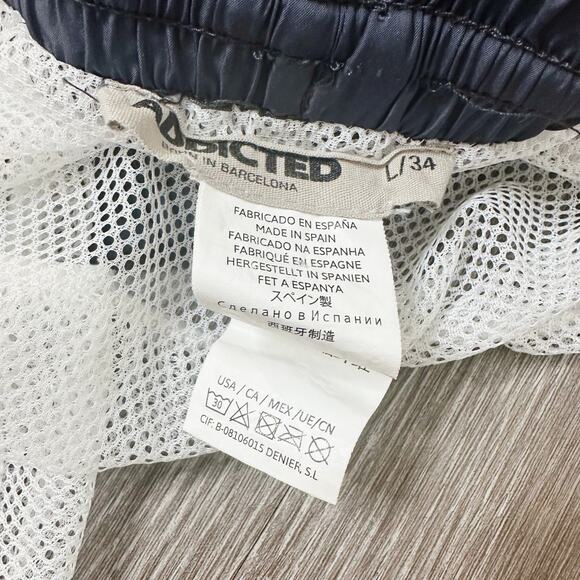 ADDICTED
BORN IN BARCELONA
L/34
FABRICADO EN ESPAÑA
MADE IN SPAIN
FABRICADO NA ESPANHA
FABRIQUÉ EN ESPAGNE
HERGESTELLT IN SPANIEN
FET A ESPANYA
スペイン製
Сделано в Испании
西班牙制造
USA / CA / MEX /UE/CN
30
CIF: B-08106015 DENIER, S.L